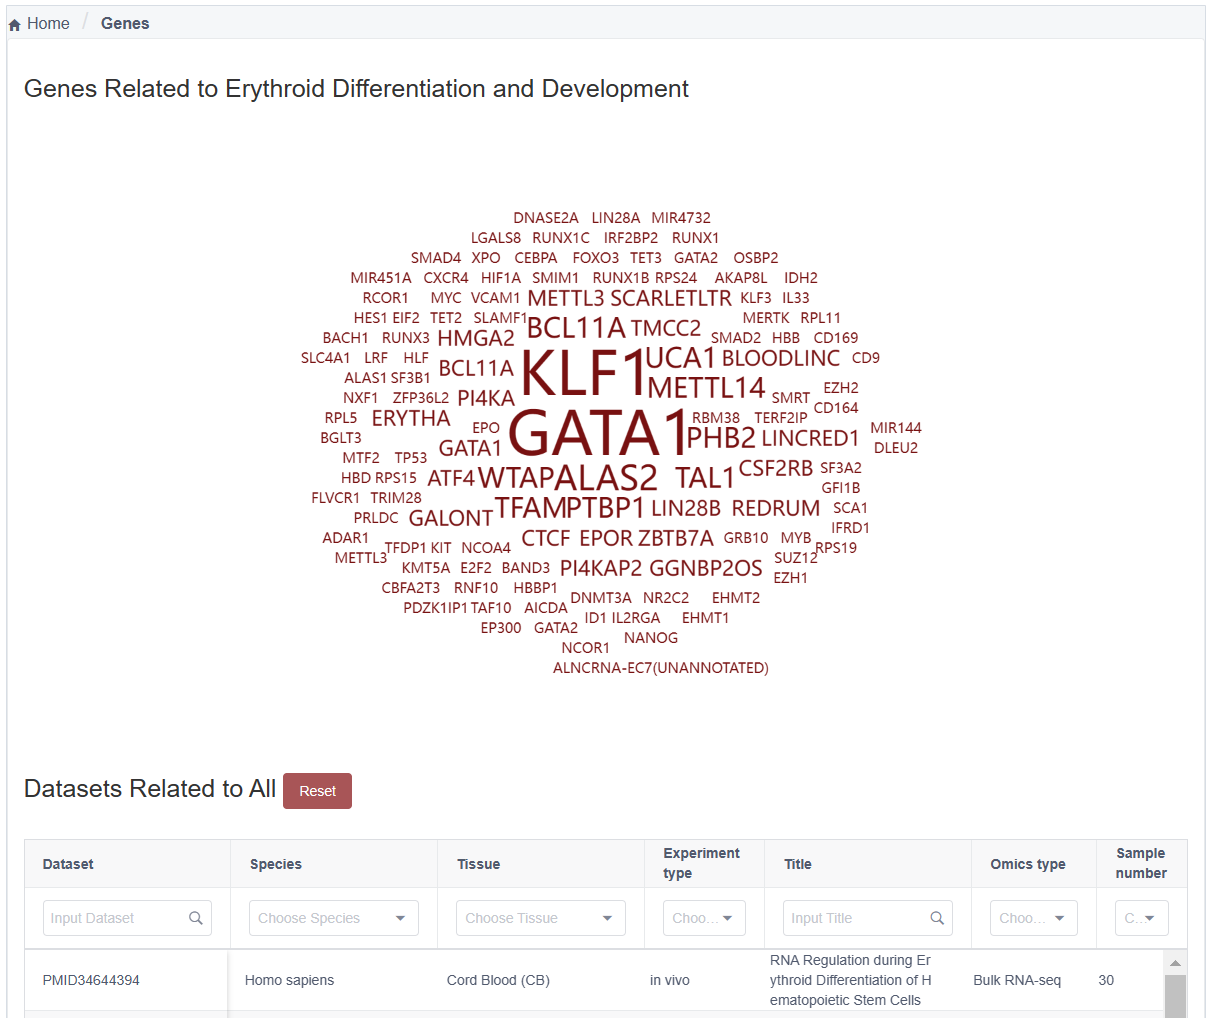 Home / Genes
Genes Related to Erythroid Differentiation and Development
DNASE2A LIN28A MIR4732
LGALS8 RUNX1C IRF2BP2 RUNX1
SMAD4 XPO CEBPA FOXO3 TET3 GATA2 OSBP2
MIR451A CXCR4 HIF1A SMIM1 RUNX1B RPS24 AKAP8L IDH2
RCOR1 MYC VCAM1 METTL3 SCARLETLTR KLF3 IL33
HES1 EIF2 TET2 SLAMF1 BCL11A TMCC2 MERTK RPL11
BACH1 RUNX3 HMGA2 SMAD2 HBB CD169
SLC4A1 LRF HLF BCL11A KLF1 UCA1 BLOODLINC CD9
ALAS1 SF3B1 METTL14 EZH2
NXF1 ZFP36L2 PI4KA SMRT CD164
RPL5 ERYTHA EPO GATA1 RBM38 TERF2IP MIR144
BGLT3 GATA1 PHB2 LINCRED1 DLEU2
MTF2 TP53
HBD RPS15 ATF4 WTAP ALAS2 TAL1 CSF2RB SF3A2
FLVCR1 TRIM28 GFI1B
PRLDC GALONT TFAM PTBP1 LIN28B REDRUM SCA1
ADAR1 CTCF EPOR ZBTB7A GRB10 MYB IFRD1
METTL3 TFDP1 KIT NCOA4 SUZ12 RPS19
KMT5A E2F2 BAND3 PI4KAP2 GGNBP2OS EZH1
CBFA2T3 RNF10 HBBP1 DNMT3A NR2C2 EHMT2
PDZK1IP1 TAF10 AICDA ID1 IL2RGA EHMT1
EP300 GATA2 NANOG
NCOR1
ALNCRNA-EC7(UNANNOTATED)
Datasets Related to All Reset
Dataset Species Tissue Experiment type Title Omics type Sample number
Input Dataset Choose Species Choose Tissue Choo... Input Title Choo... C...
PMID34644394 Homo sapiens Cord Blood (CB) in vivo RNA Regulation during Er
ythroid Differentiation of H
ematopoietic Stem Cells Bulk RNA-seq 30